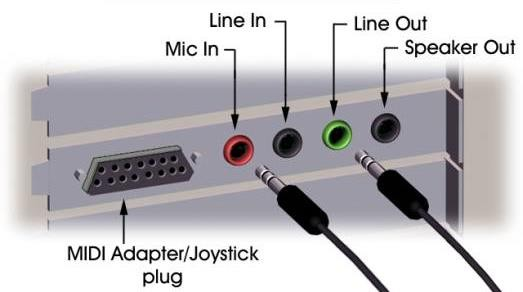 Line In
Line Out
Mic In
Speaker Out
MIDI Adapter/Joystick
plug